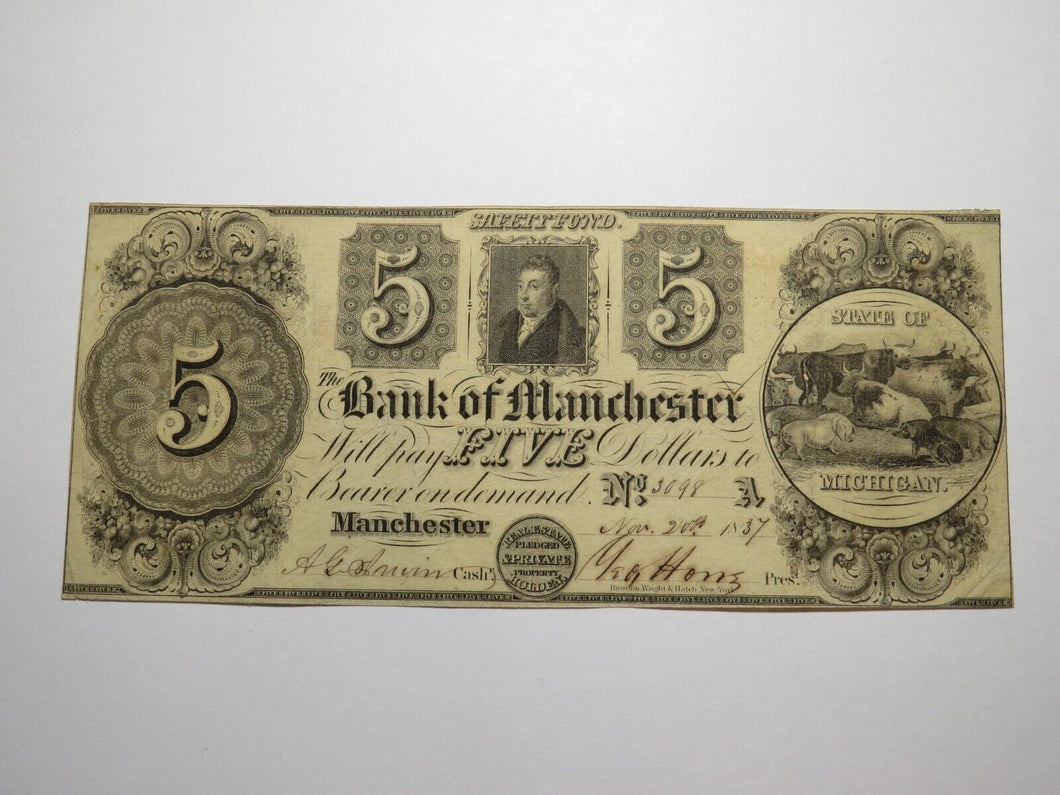 SAFETY FUND.
5 5 5
STATE OF
MICHIGAN.
The Bank of Manchester
Will pay FIVE Dollars to
Bearer on demand. No. 3098 A
Manchester Nov. 20th 1837
REAL ESTATE
PLEDGED
& PRIVATE
PROPERTY
HOLDEN
Cash.r
Geo Howe Pres.
Rawdon, Wright & Hatch New-York